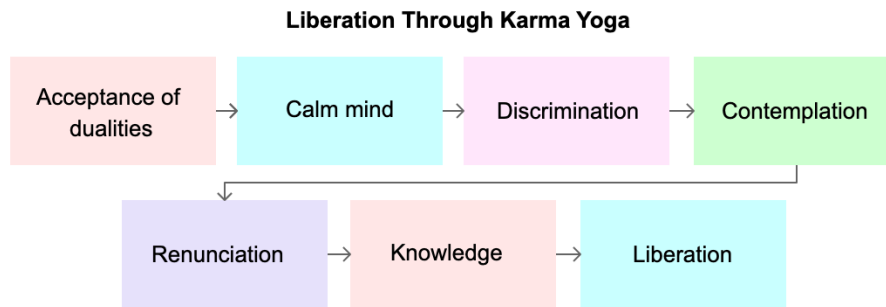 Liberation Through Karma Yoga
Acceptance of
dualities
Calm mind
Discrimination
Contemplation
Renunciation
Knowledge
Liberation